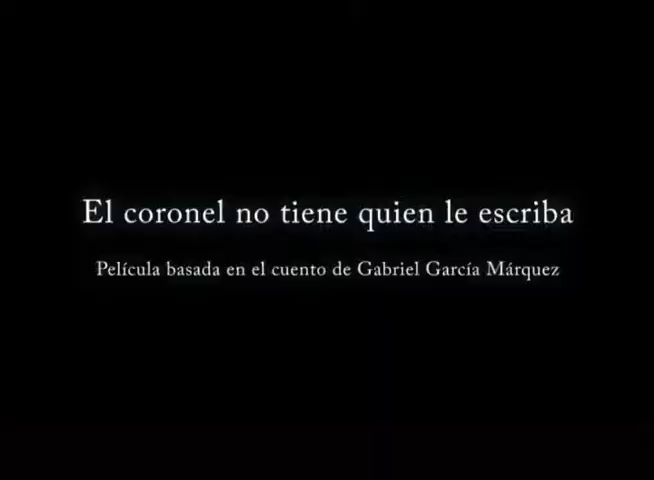 El coronel no tiene quien le escriba
Película basada en el cuento de Gabriel García Márquez